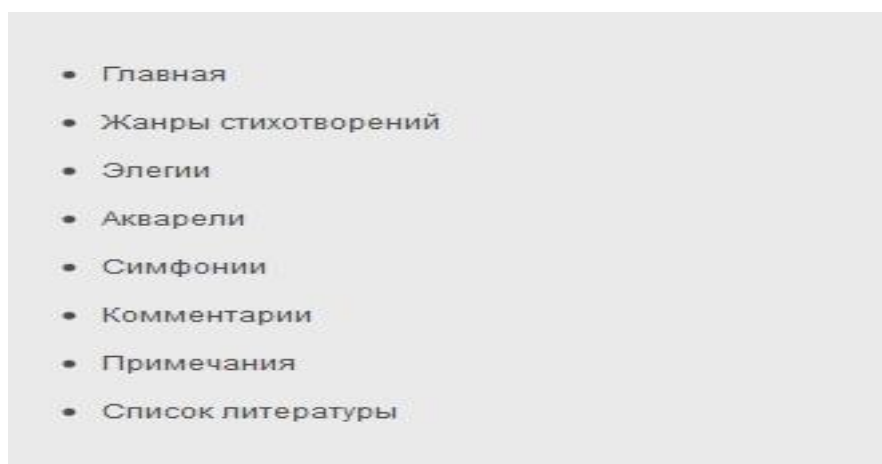 • Главная
• Жанры стихотворений
• Элегии
• Акварели
• Симфонии
• Комментарии
• Примечания
• Список литературы